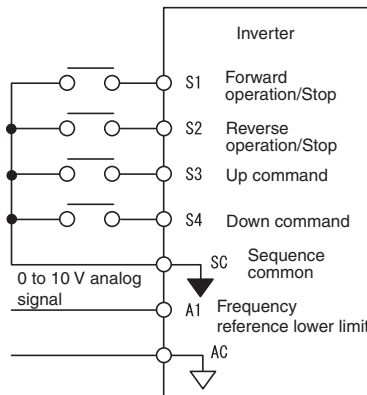 Inverter
S1 Forward
operation/Stop
S2 Reverse
operation/Stop
S3 Up command
S4 Down command
SC Sequence
common
0 to 10 V analog
signal
A1 Frequency
reference lower limit
AC